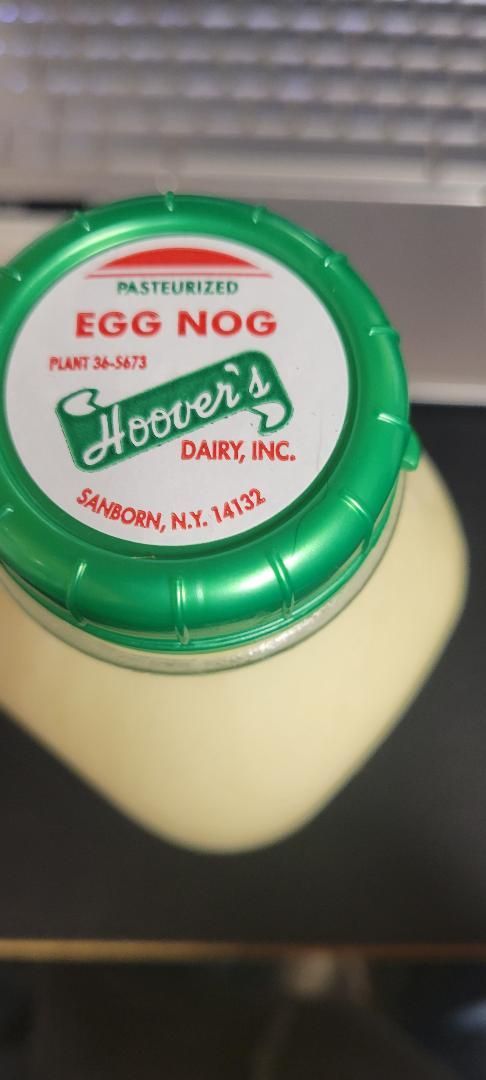 PASTEURIZED
EGG NOG
PLANT 36-5673
Hoover's
DAIRY, INC.
SANBORN, N.Y. 14132